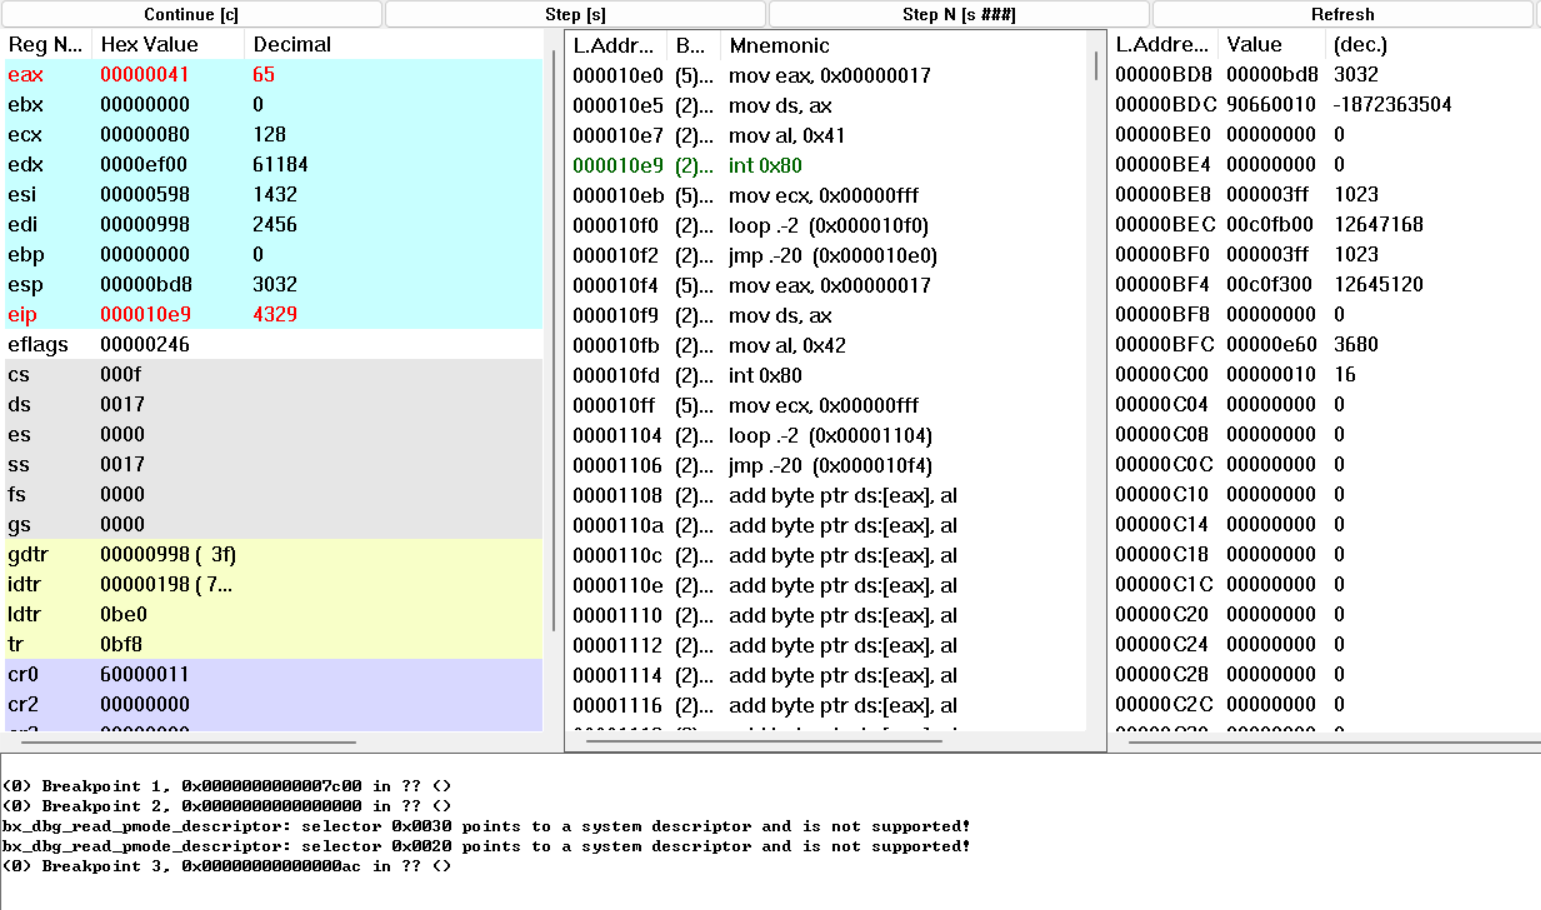 Continue [c] Step [s] Step N [s ###] Refresh
Reg N... Hex Value Decimal
eax 00000041 65
ebx 00000000 0
ecx 00000080 128
edx 0000ef00 61184
esi 00000598 1432
edi 00000998 2456
ebp 00000000 0
esp 00000bd8 3032
eip 000010e9 4329
eflags 00000246
cs 000f
ds 0017
es 0000
ss 0017
fs 0000
gs 0000
gdtr 00000998 ( 3f)
idtr 00000198 ( 7...
ldtr 0be0
tr 0bf8
cr0 60000011
cr2 00000000
L.Addr... B... Mnemonic
000010e0 (5)... mov eax, 0x00000017
000010e5 (2)... mov ds, ax
000010e7 (2)... mov al, 0x41
000010e9 (2)... int 0x80
000010eb (5)... mov ecx, 0x00000fff
000010f0 (2)... loop .-2 (0x000010f0)
000010f2 (2)... jmp .-20 (0x000010e0)
000010f4 (5)... mov eax, 0x00000017
000010f9 (2)... mov ds, ax
000010fb (2)... mov al, 0x42
000010fd (2)... int 0x80
000010ff (5)... mov ecx, 0x00000fff
00001104 (2)... loop .-2 (0x00001104)
00001106 (2)... jmp .-20 (0x000010f4)
00001108 (2)... add byte ptr ds:[eax], al
0000110a (2)... add byte ptr ds:[eax], al
0000110c (2)... add byte ptr ds:[eax], al
0000110e (2)... add byte ptr ds:[eax], al
00001110 (2)... add byte ptr ds:[eax], al
00001112 (2)... add byte ptr ds:[eax], al
00001114 (2)... add byte ptr ds:[eax], al
00001116 (2)... add byte ptr ds:[eax], al
L.Addre... Value (dec.)
00000BD8 00000bd8 3032
00000BDC 90660010 -1872363504
00000BE0 00000000 0
00000BE4 00000000 0
00000BE8 000003ff 1023
00000BEC 00c0fb00 12647168
00000BF0 000003ff 1023
00000BF4 00c0f300 12645120
00000BF8 00000000 0
00000BFC 00000e60 3680
00000C00 00000010 16
00000C04 00000000 0
00000C08 00000000 0
00000C0C 00000000 0
00000C10 00000000 0
00000C14 00000000 0
00000C18 00000000 0
00000C1C 00000000 0
00000C20 00000000 0
00000C24 00000000 0
00000C28 00000000 0
00000C2C 00000000 0
(0) Breakpoint 1, 0x0000000000007c00 in ?? ()
(0) Breakpoint 2, 0x0000000000000000 in ?? ()
bx_dbg_read_pmode_descriptor: selector 0x0030 points to a system descriptor and is not supported!
bx_dbg_read_pmode_descriptor: selector 0x0020 points to a system descriptor and is not supported!
(0) Breakpoint 3, 0x00000000000000ac in ?? ()